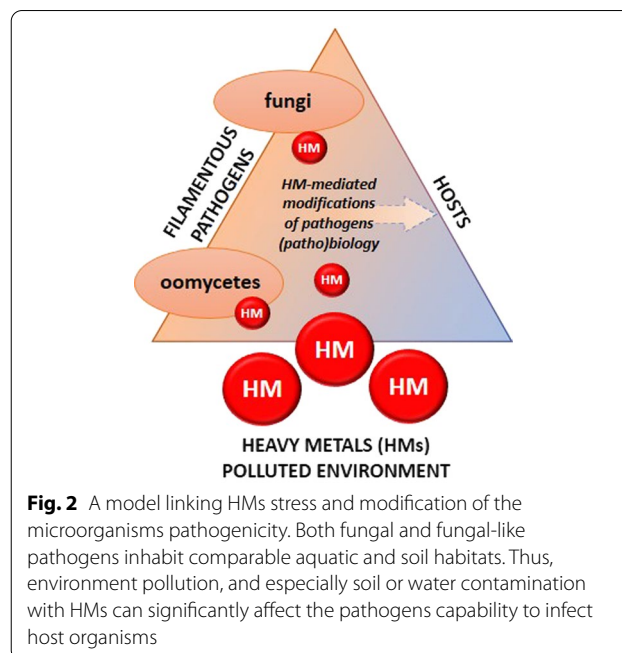 fungi
HM
FILAMENTOUS
PATHOGENS
HM-mediated
modifications
of pathogens
(patho)biology
HOSTS
oomycetes
HM
HM
HM
HM
HM
HEAVY METALS (HMs)
POLLUTED ENVIRONMENT
Fig. 2 A model linking HMs stress and modification of the
microorganisms pathogenicity. Both fungal and fungal-like
pathogens inhabit comparable aquatic and soil habitats. Thus,
environment pollution, and especially soil or water contamination
with HMs can significantly affect the pathogens capability to infect
host organisms